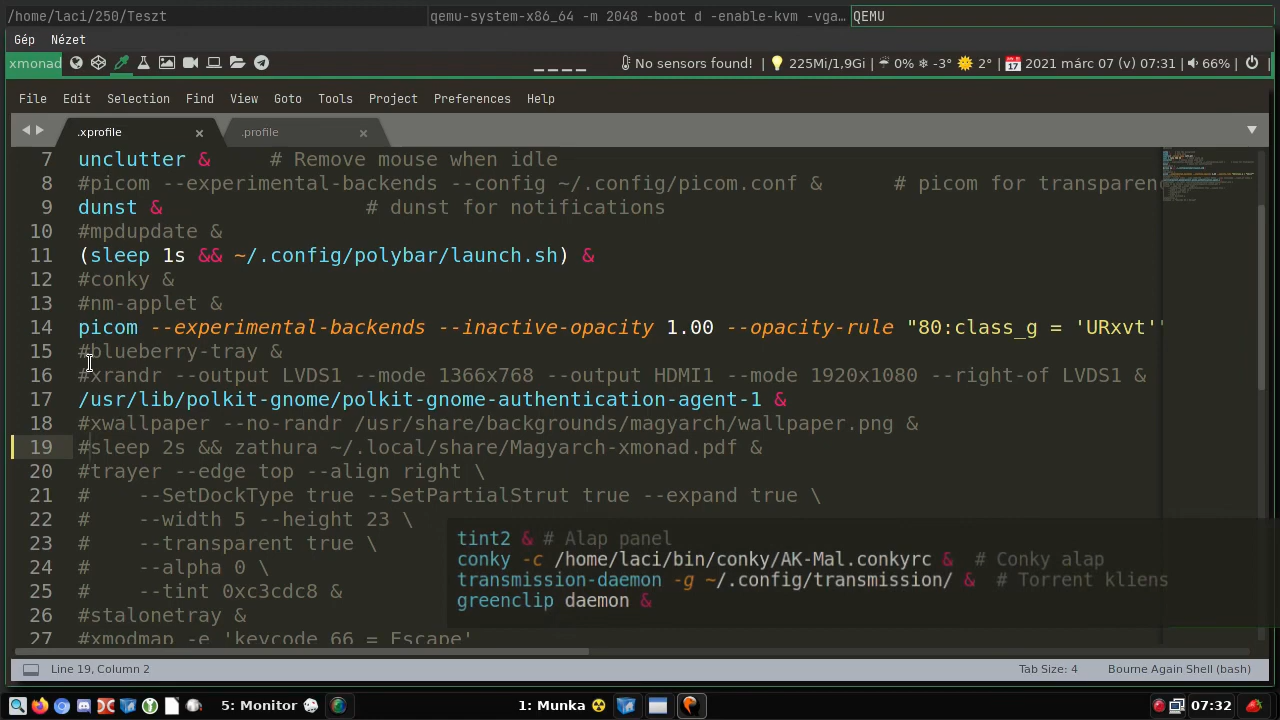 /home/laci/250/Teszt
qemu-system-x86_64 -m 2048 -boot d -enable-kvm -vga…
QEMU
Gép Nézet
xmonad
No sensors found! | 225Mi/1,9Gi | 0% -3° 2° | 17 2021 márc 07 (v) 07:31 | 66% | |
File Edit Selection Find View Goto Tools Project Preferences Help
.xprofile × .profile ×
7 unclutter & # Remove mouse when idle
8 #picom --experimental-backends --config ~/.config/picom.conf & # picom for transparenc
9 dunst & # dunst for notifications
10 #mpdupdate &
11 (sleep 1s && ~/.config/polybar/launch.sh) &
12 #conky &
13 #nm-applet &
14 picom --experimental-backends --inactive-opacity 1.00 --opacity-rule "80:class_g = 'URxvt'"
15 #blueberry-tray &
16 #xrandr --output LVDS1 --mode 1366x768 --output HDMI1 --mode 1920x1080 --right-of LVDS1 &
17 /usr/lib/polkit-gnome/polkit-gnome-authentication-agent-1 &
18 #xwallpaper --no-randr /usr/share/backgrounds/magyarch/wallpaper.png &
19 #sleep 2s && zathura ~/.local/share/Magyarch-xmonad.pdf &
20 #trayer --edge top --align right \
21 # --SetDockType true --SetPartialStrut true --expand true \
22 # --width 5 --height 23 \
23 # --transparent true \
24 # --alpha 0 \
25 # --tint 0xc3cdc8 &
26 #stalonetray &
27 #xmodmap -e 'keycode 66 = Escape'
tint2 & # Alap panel
conky -c /home/laci/bin/conky/AK-Mal.conkyrc & # Conky alap
transmission-daemon -g ~/.config/transmission/ & # Torrent kliens
greenclip daemon &
Line 19, Column 2
Tab Size: 4 Bourne Again Shell (bash)
5: Monitor
1: Munka
07:32